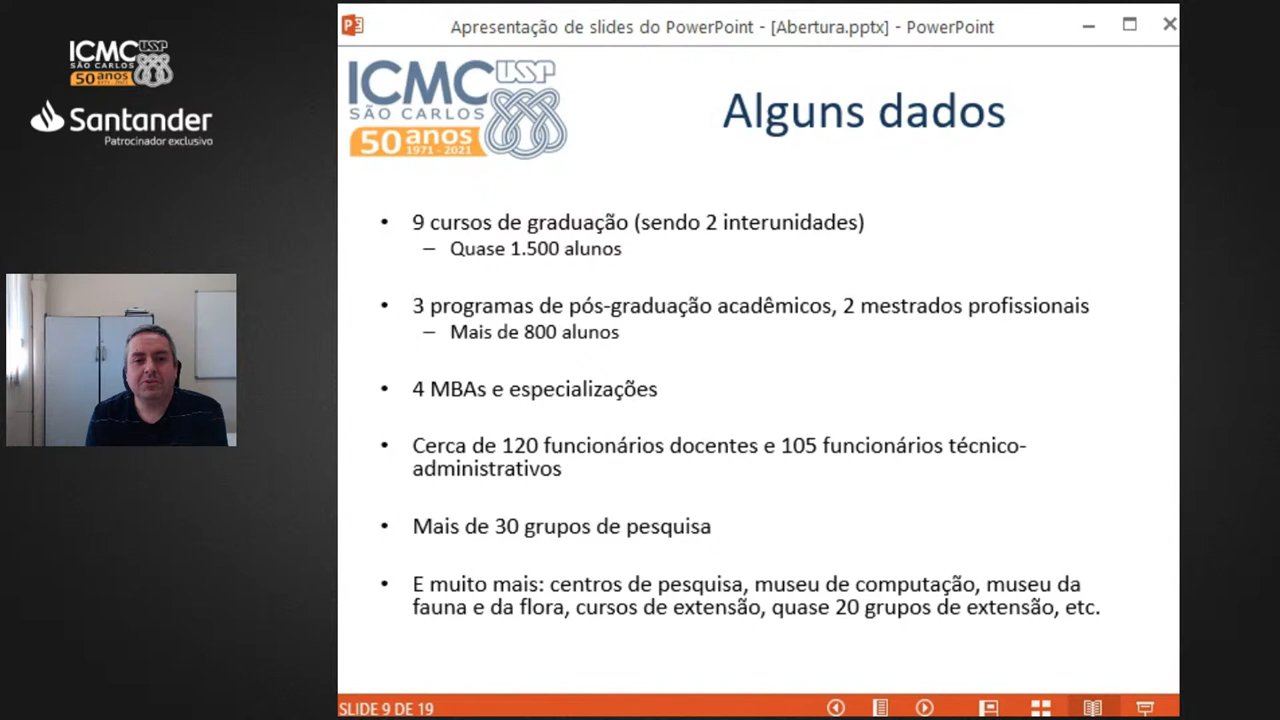 ICMC USP
SÃO CARLOS
50 anos
1971 - 2021
Santander
Patrocinador exclusivo
Apresentação de slides do PowerPoint - [Abertura.pptx] - PowerPoint
ICMC USP
SÃO CARLOS
50 anos
1971 - 2021
Alguns dados
• 9 cursos de graduação (sendo 2 interunidades)
– Quase 1.500 alunos
• 3 programas de pós-graduação acadêmicos, 2 mestrados profissionais
– Mais de 800 alunos
• 4 MBAs e especializações
• Cerca de 120 funcionários docentes e 105 funcionários técnico-
administrativos
• Mais de 30 grupos de pesquisa
• E muito mais: centros de pesquisa, museu de computação, museu da
fauna e da flora, cursos de extensão, quase 20 grupos de extensão, etc.
SLIDE 9 DE 19